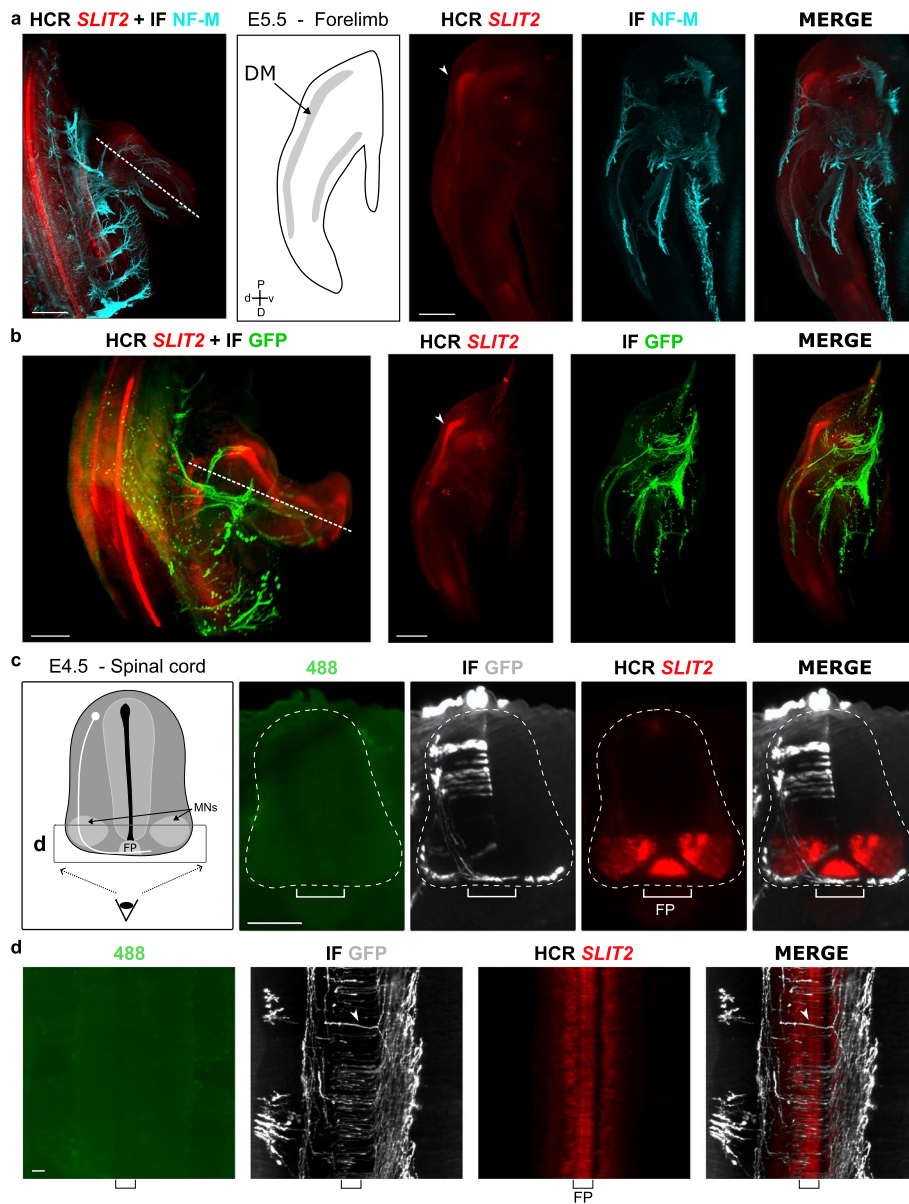 a
HCR SLIT2 + IF NF-M
E5.5 - Forelimb
HCR SLIT2
IF NF-M
MERGE
DM
P
d v
D
b
HCR SLIT2 + IF GFP
HCR SLIT2
IF GFP
MERGE
c
E4.5 - Spinal cord
488
IF GFP
HCR SLIT2
MERGE
MNs
d
FP
FP
d
488
IF GFP
HCR SLIT2
MERGE
FP